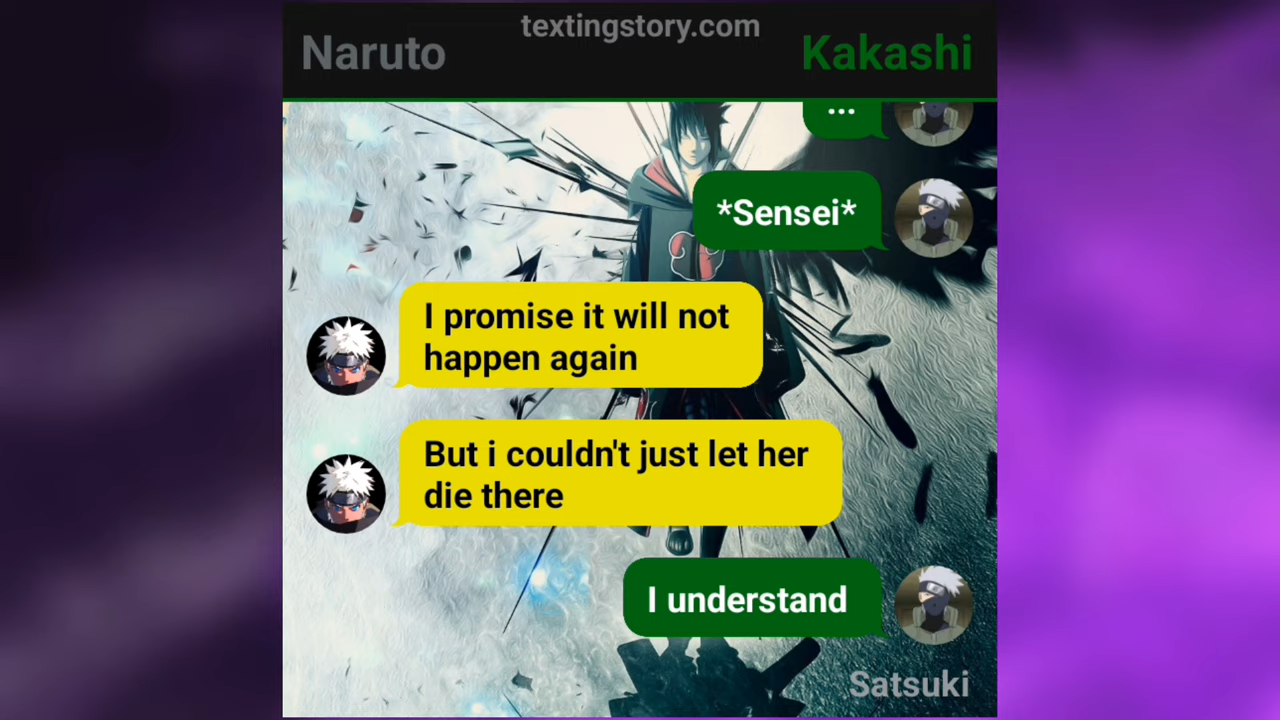 textingstory.com
Naruto
Kakashi
...
*Sensei*
I promise it will not
happen again
But i couldn't just let her
die there
I understand
Satsuki